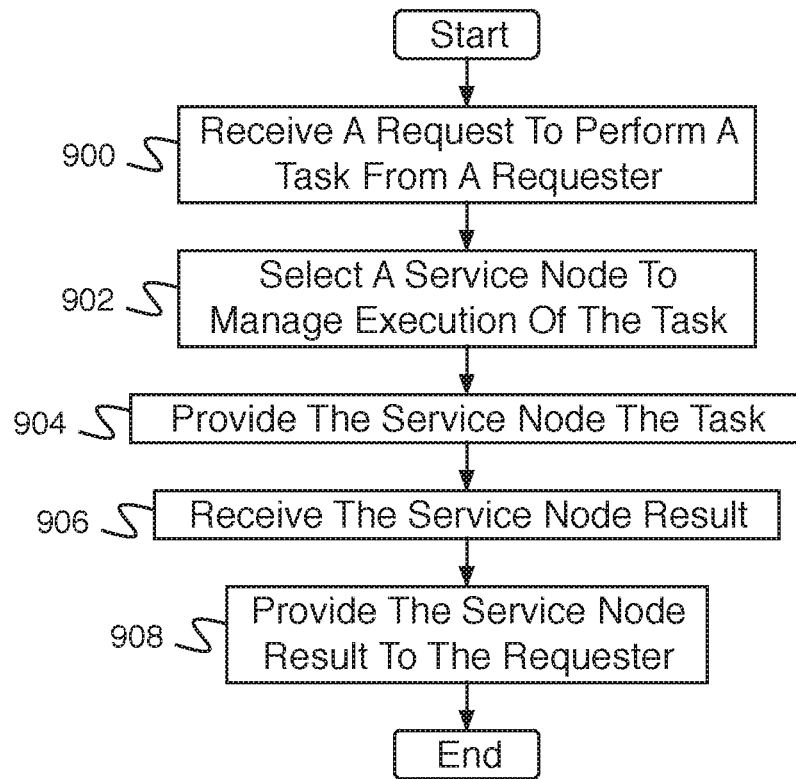 Start
900
Receive A Request To Perform A
Task From A Requester
902
Select A Service Node To
Manage Execution Of The Task
904
Provide The Service Node The Task
906
Receive The Service Node Result
908
Provide The Service Node
Result To The Requester
End